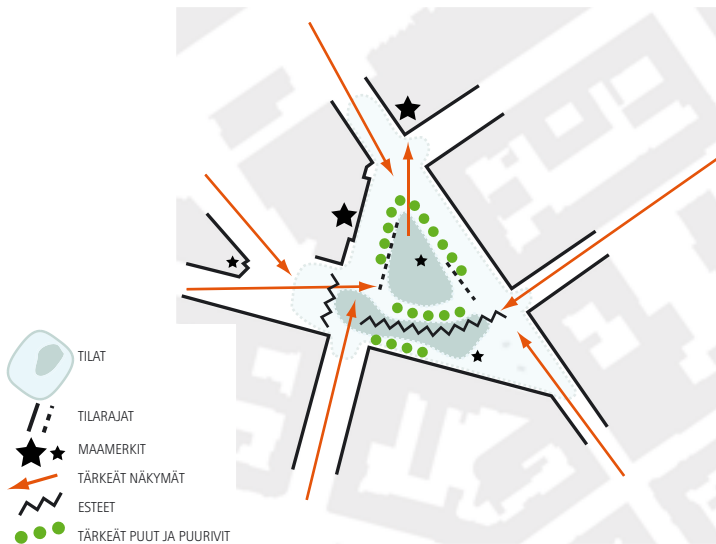 TILAT
TILARAJAT
MAAMERKIT
TÄRKEÄT NÄKYMÄT
ESTEET
TÄRKEÄT PUUT JA PUURIVIT